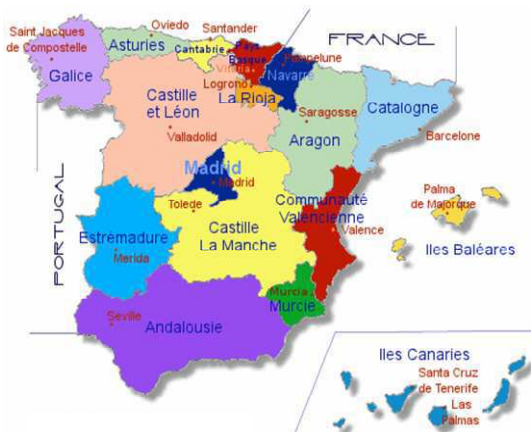 Saint Jacques
de Compostelle
Oviedo
Santander
FRANCE
Asturies
Cantabrie
Pays
Basque
Vitoria
Pampelune
Navarre
Galice
Logrono
La Rioja
Castille
et Léon
Catalogne
Saragosse
Valladolid
Aragon
Barcelone
Madrid
Madrid
PORTUGAL
Tolede
Communauté
Valencienne
Palma
de Majorque
Estrémadure
Castille
La Manche
Valence
Iles Baléares
Merida
Murcia
Murcie
Seville
Andalousie
Iles Canaries
Santa Cruz
de Tenerife
Las
Palmas